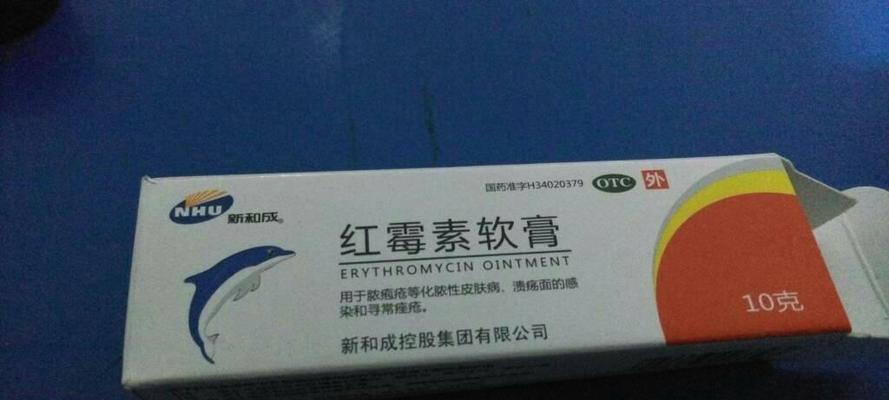 国药准字H34020379 OTC 外
NHU 新和成®
红霉素软膏
ERYTHROMYCIN OINTMENT
用于脓疱疮等化脓性皮肤病、溃疡面的感
染和寻常痤疮。
10克
新和成控股集团有限公司